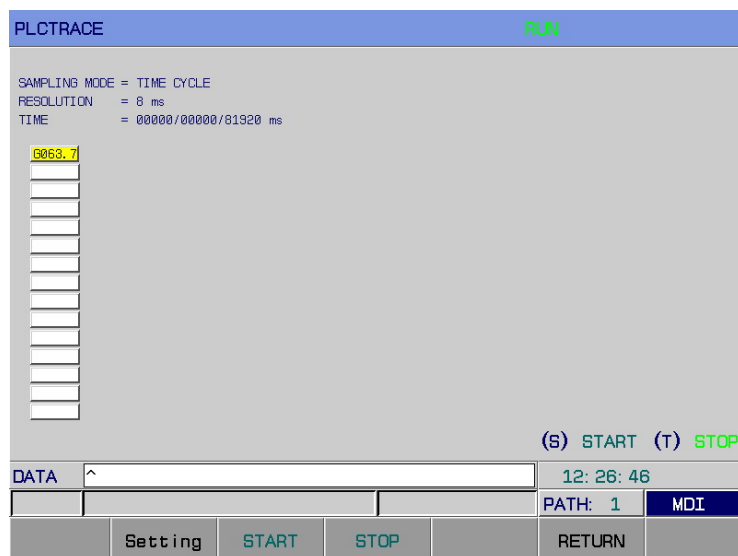 PLCTRACE RUN
SAMPLING MODE = TIME CYCLE
RESOLUTION = 8 ms
TIME = 00000/00000/81920 ms
G063.7
(S) START (T) STOP
DATA ^ 12:26:46
PATH: 1 MDI
Setting START STOP RETURN